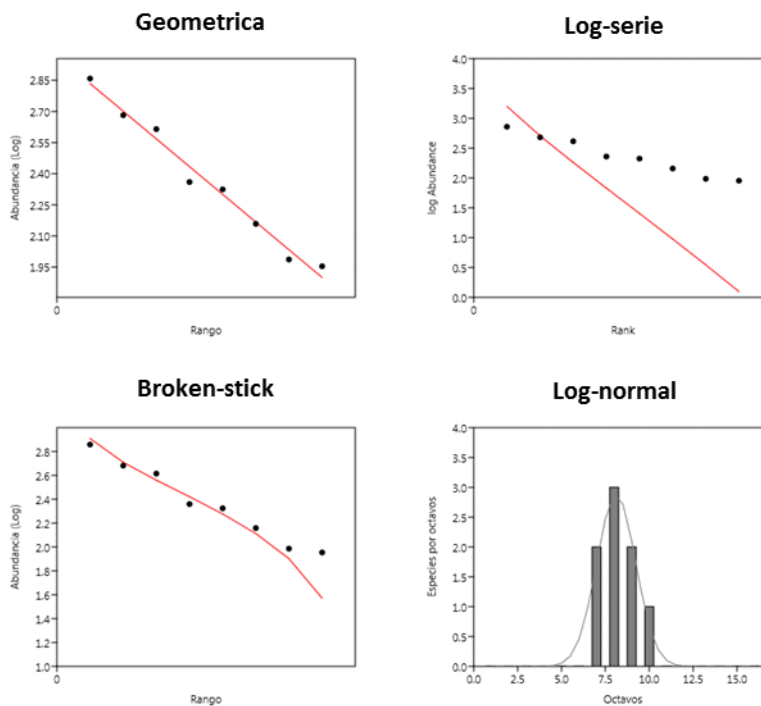 Geometrica
Abundancia (Log)
2.85
2.70
2.55
2.40
2.25
2.10
1.95
0
Rango
Log-serie
log Abundance
4.0
3.5
3.0
2.5
2.0
1.5
1.0
0.5
0.0
0
Rank
Broken-stick
Abundancia (Log)
2.8
2.6
2.4
2.2
2.0
1.8
1.6
1.4
1.2
1.0
0
Rango
Log-normal
Especies por octavos
4.0
3.5
3.0
2.5
2.0
1.5
1.0
0.5
0.0
0.0 2.5 5.0 7.5 10.0 12.5 15.0
Octavos